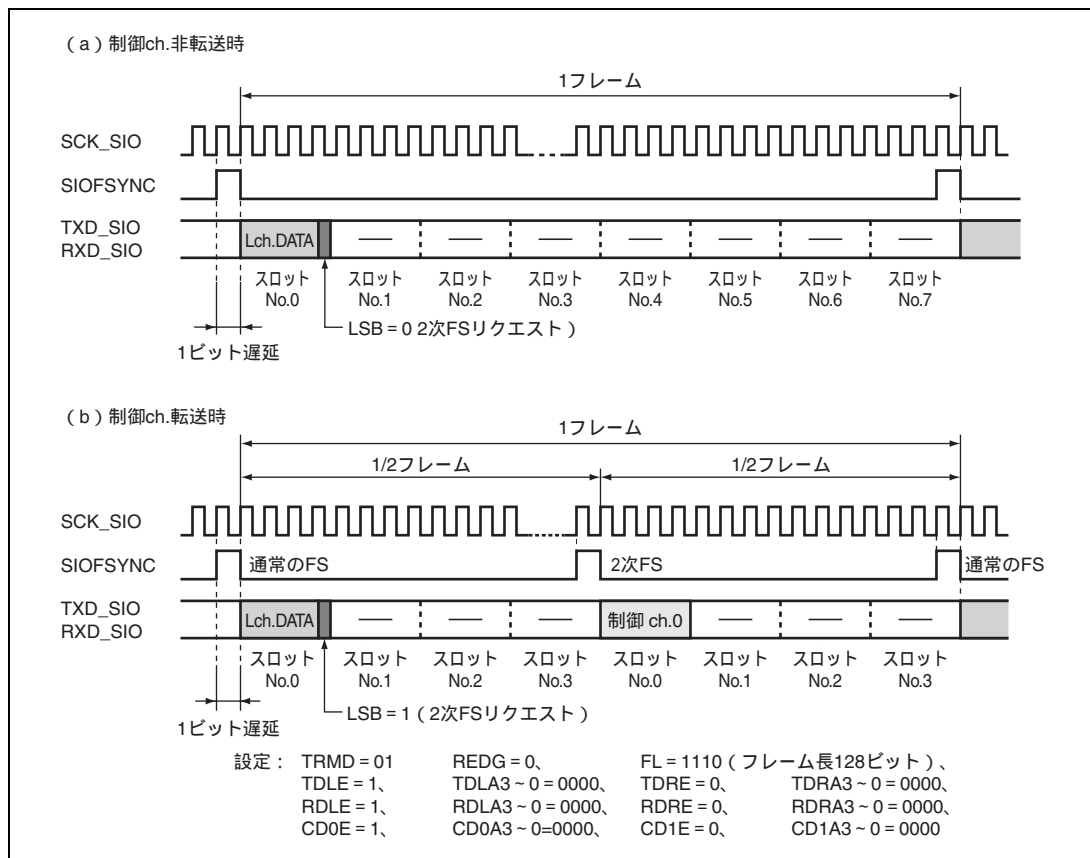 (a)制御ch.非転送時
1フレーム
SCK_SIO
SIOFSYNC
TXD_SIO
RXD_SIO
Lch.DATA
スロット No.0
スロット No.1
スロット No.2
スロット No.3
スロット No.4
スロット No.5
スロット No.6
スロット No.7
LSB = 0 2次FSリクエスト)
1ビット遅延
(b)制御ch.転送時
1フレーム
1/2フレーム 1/2フレーム
SCK_SIO
SIOFSYNC 通常のFS 2次FS 通常のFS
TXD_SIO
RXD_SIO
Lch.DATA 制御 ch.0
スロット No.0
スロット No.1
スロット No.2
スロット No.3
スロット No.0
スロット No.1
スロット No.2
スロット No.3
LSB = 1(2次FSリクエスト)
1ビット遅延
設定: TRMD = 01 REDG = 0、 FL = 1110(フレーム長128ビット)、
TDLE = 1、 TDLA3~0 = 0000、 TDRE = 0、 TDRA3~0 = 0000、
RDLE = 1、 RDLA3~0 = 0000、 RDRE = 0、 RDRA3~0 = 0000、
CD0E = 1、 CD0A3~0=0000、 CD1E = 0、 CD1A3~0 = 0000